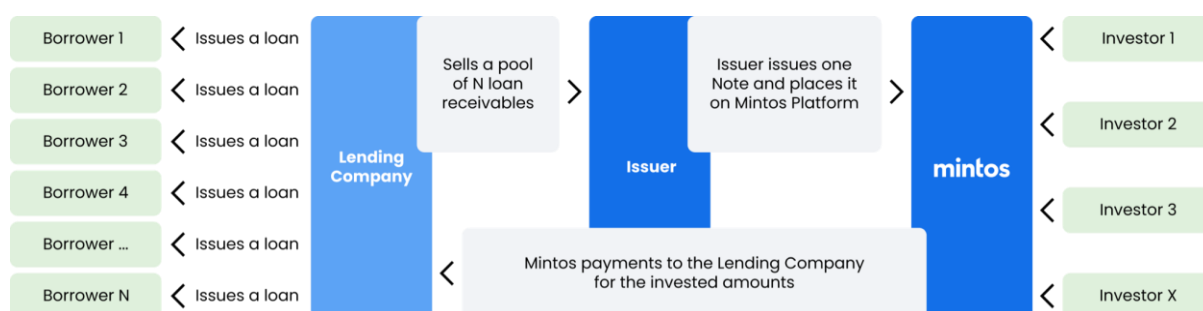 Borrower 1
Issues a loan
Borrower 2
Issues a loan
Borrower 3
Issues a loan
Borrower 4
Issues a loan
Borrower ...
Issues a loan
Borrower N
Issues a loan
Lending
Company
Sells a pool
of N loan
receivables
Issuer
Issuer issues one
Note and places it
on Mintos Platform
mintos
Mintos payments to the Lending Company
for the invested amounts
Investor 1
Investor 2
Investor 3
Investor X